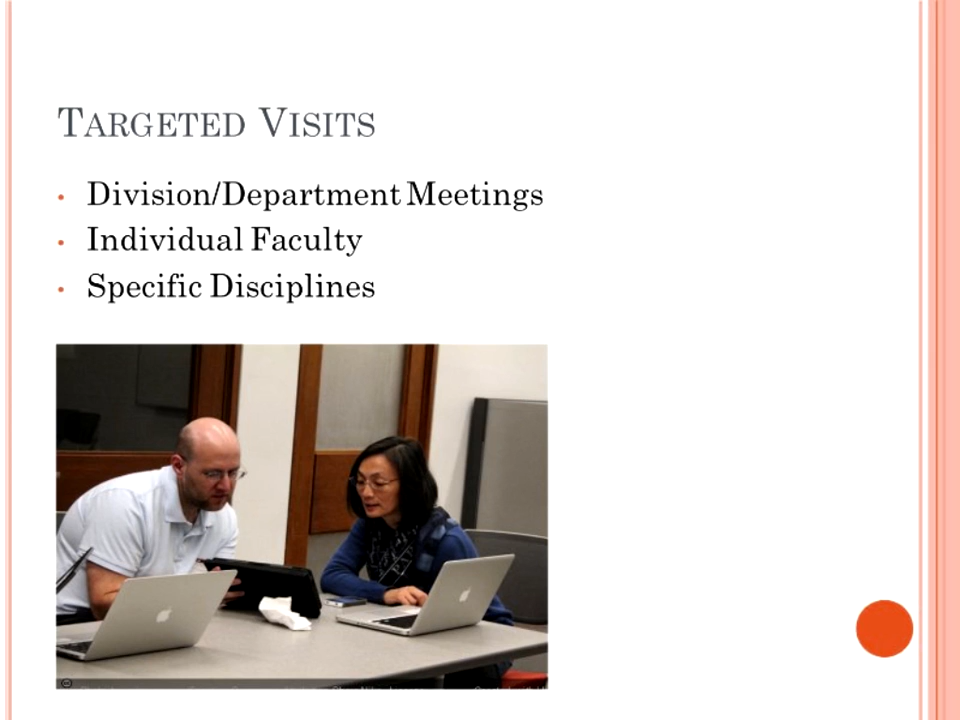 TARGETED VISITS
• Division/Department Meetings
• Individual Faculty
• Specific Disciplines